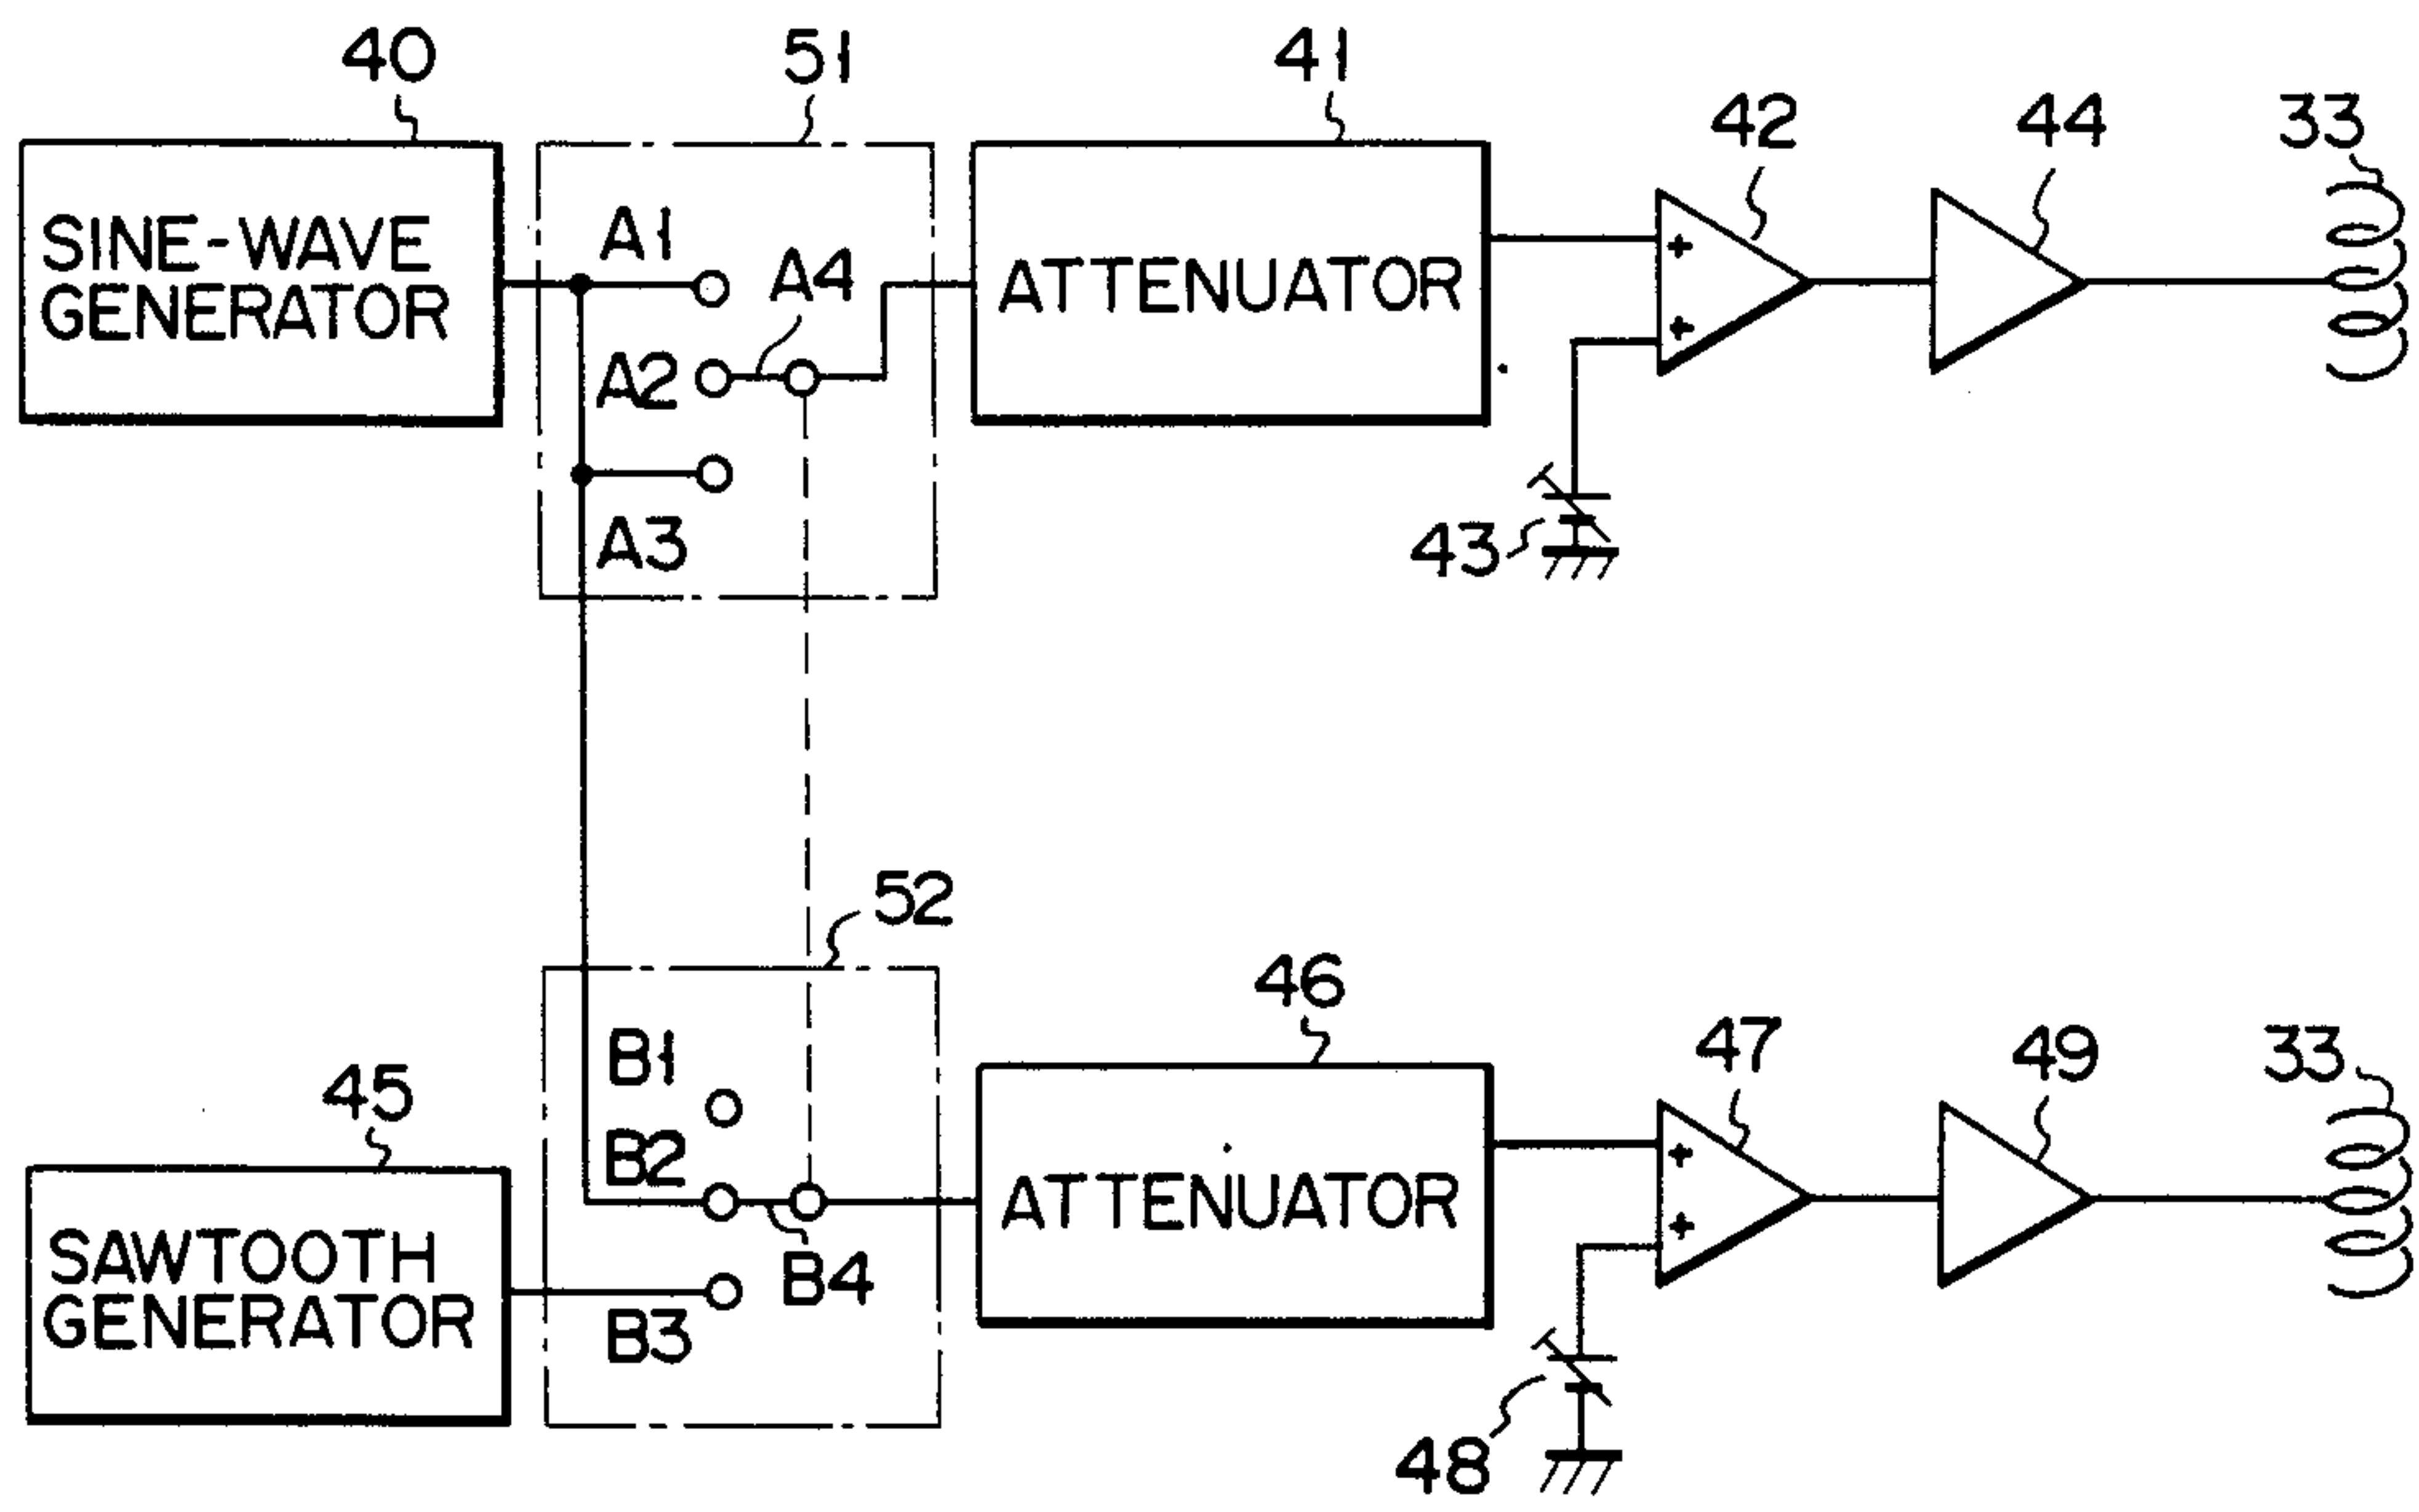 40
51
41
42
44
33
SINE-WAVE
GENERATOR
A1
A4
A2
A3
ATTENUATOR
+
+
43
52
45
B1
B2
B4
B3
46
47
49
33
SAWTOOTH
GENERATOR
ATTENUATOR
+
+
48